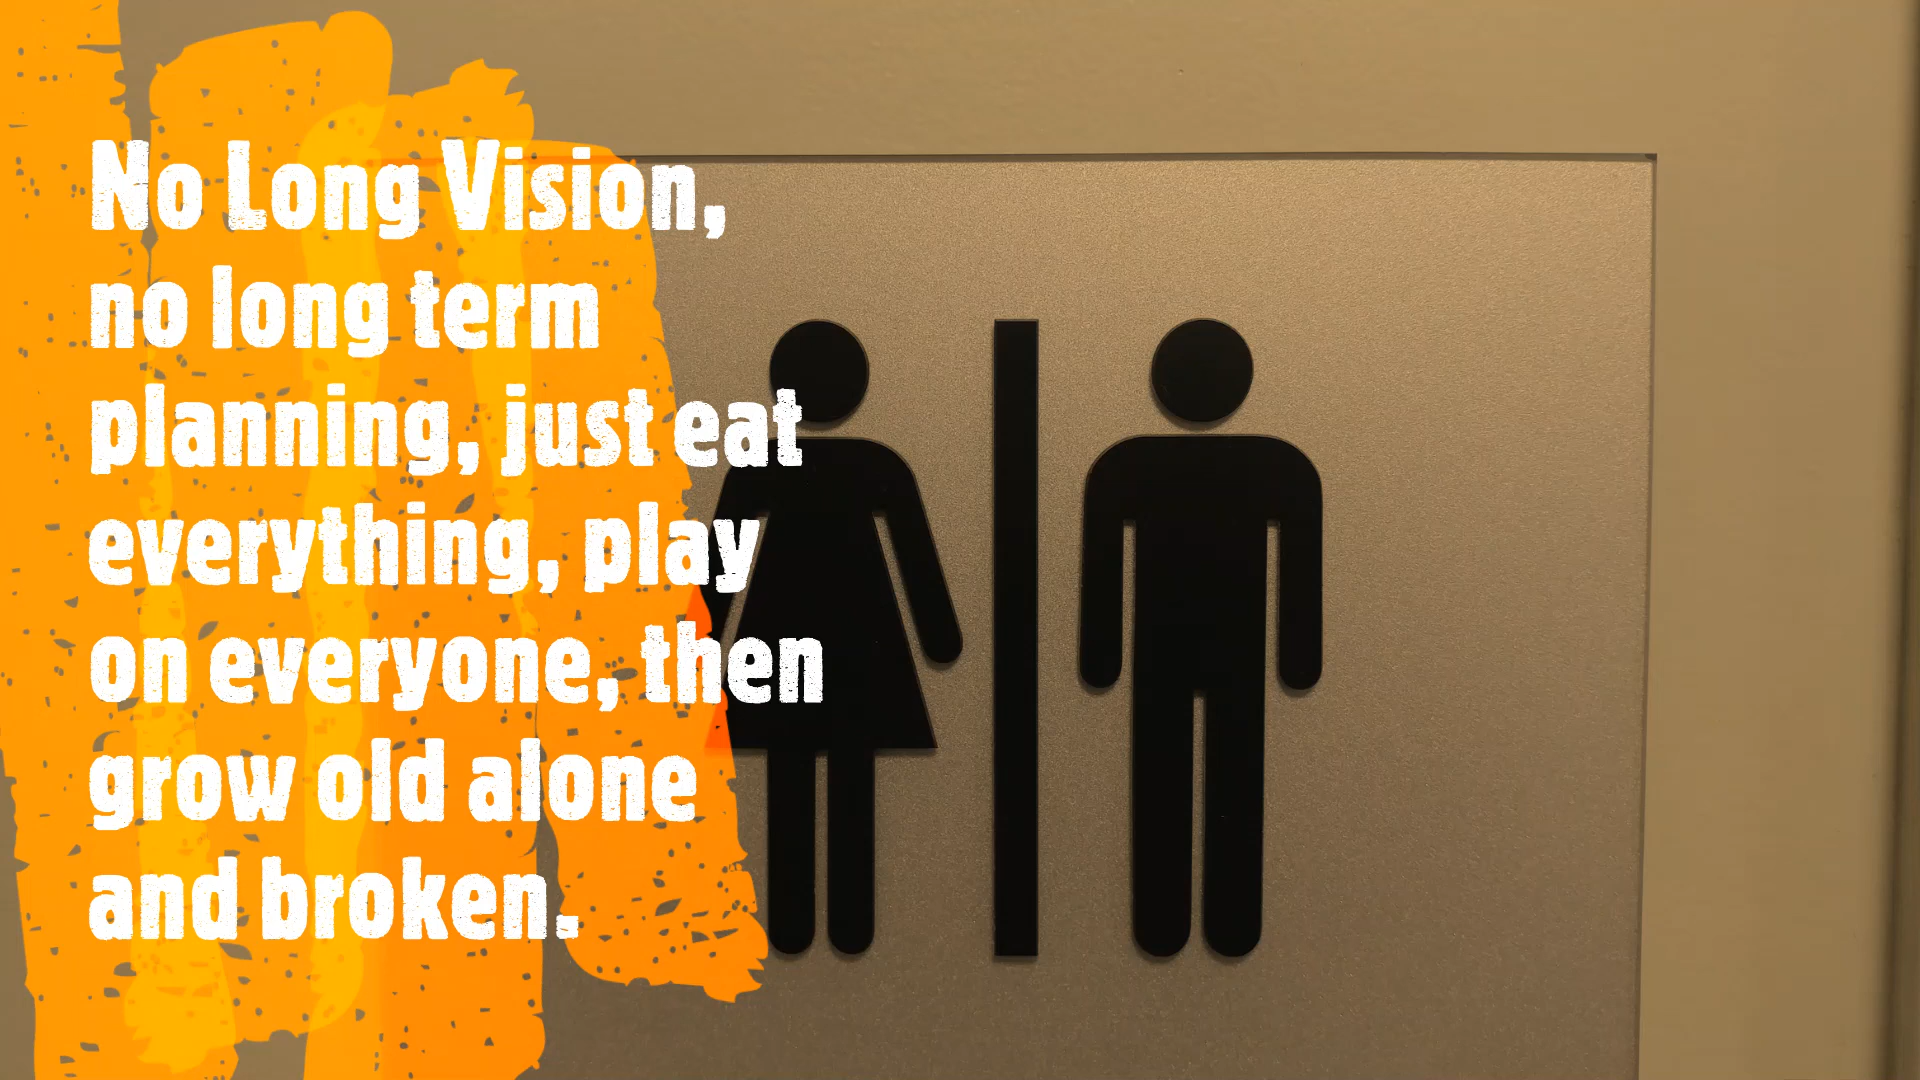 No Long Vision,
no long term
planning, just eat
everything, play
on everyone, then
grow old alone
and broken.